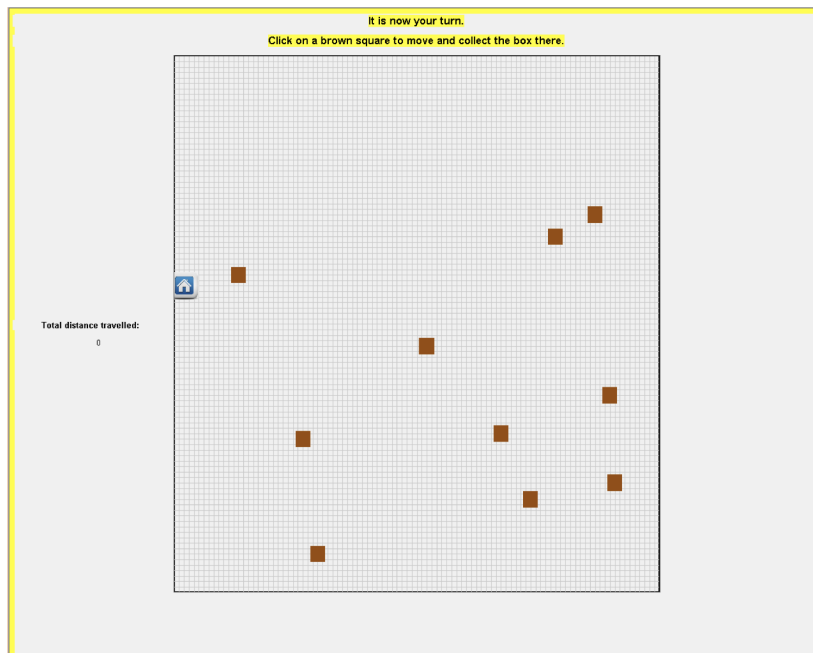 It is now your turn.
Click on a brown square to move and collect the box there.
Total distance travelled:
0